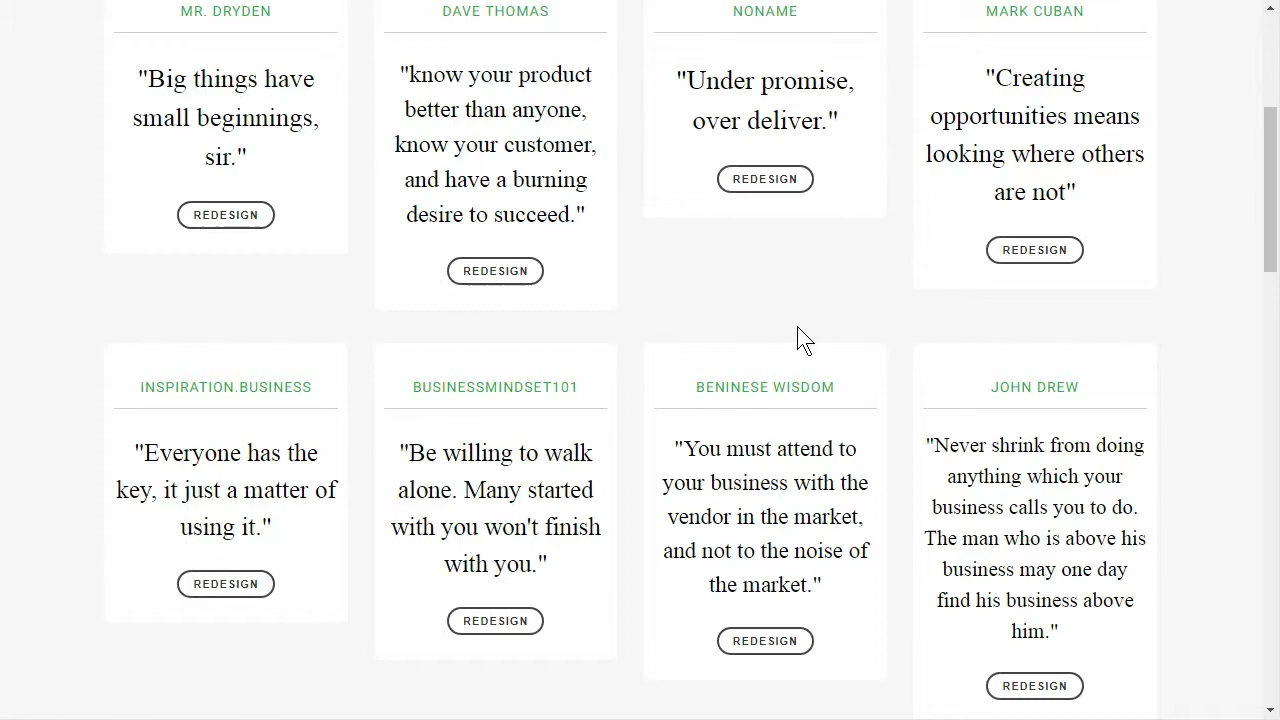 MR. DRYDEN
"Big things have
small beginnings,
sir."
REDESIGN
DAVE THOMAS
"know your product
better than anyone,
know your customer,
and have a burning
desire to succeed."
REDESIGN
NONAME
"Under promise,
over deliver."
REDESIGN
MARK CUBAN
"Creating
opportunities means
looking where others
are not"
REDESIGN
INSPIRATION.BUSINESS
"Everyone has the
key, it just a matter of
using it."
REDESIGN
BUSINESSMINDSET101
"Be willing to walk
alone. Many started
with you won't finish
with you."
REDESIGN
BENINESE WISDOM
"You must attend to
your business with the
vendor in the market,
and not to the noise of
the market."
REDESIGN
JOHN DREW
"Never shrink from doing
anything which your
business calls you to do.
The man who is above his
business may one day
find his business above
him."
REDESIGN